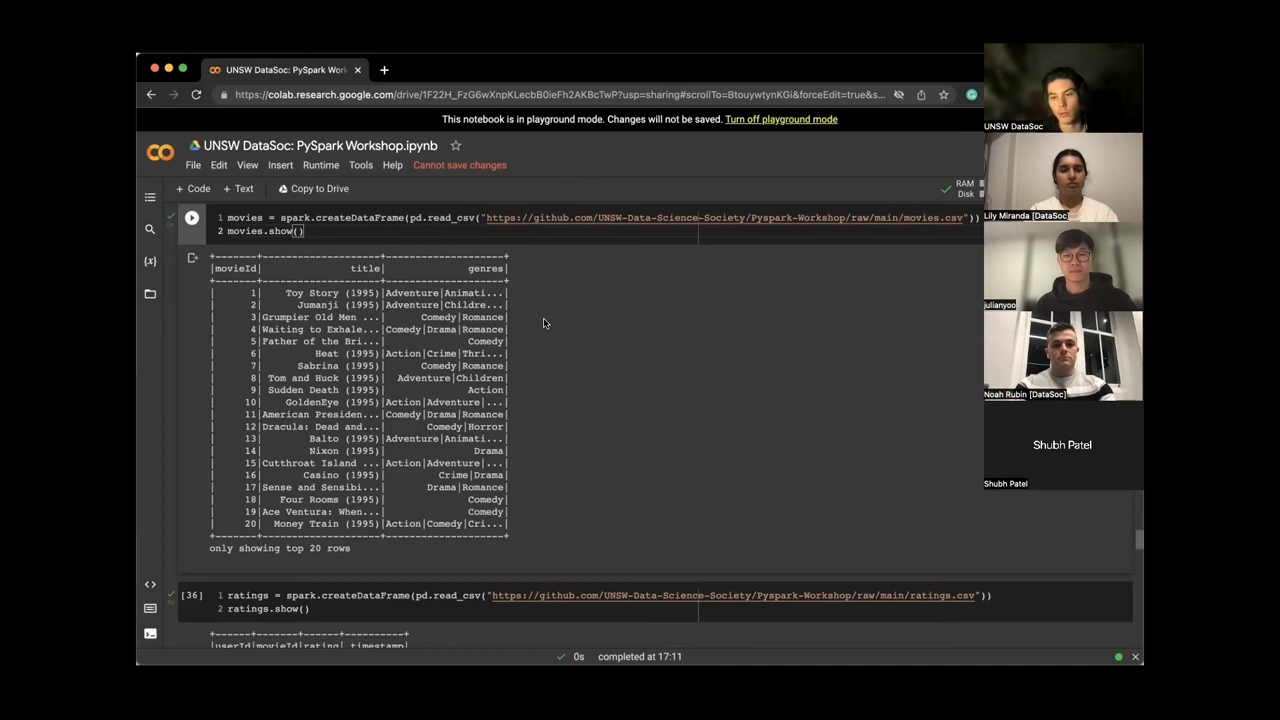 UNSW DataSoc: PySpark Work
https://colab.research.google.com/drive/1F22H_FzG6wXnpKLecbB0ieFh2AKBcTwP?usp=sharing#scrollTo=BtouywtynKGi&forceEdit=true&s...
This notebook is in playground mode. Changes will not be saved. Turn off playground mode
UNSW DataSoc: PySpark Workshop.ipynb
File Edit View Insert Runtime Tools Help Cannot save changes
+ Code + Text Copy to Drive
RAM
Disk
1 movies = spark.createDataFrame(pd.read_csv("https://github.com/UNSW-Data-Science-Society/Pyspark-Workshop/raw/main/movies.csv"))
2 movies.show()
+-------+--------------------+--------------------+
|movieId|               title|              genres|
+-------+--------------------+--------------------+
|      1|    Toy Story (1995)|Adventure|Animati...|
|      2|      Jumanji (1995)|Adventure|Childre...|
|      3|Grumpier Old Men ...|      Comedy|Romance|
|      4|Waiting to Exhale...|Comedy|Drama|Romance|
|      5|Father of the Bri...|              Comedy|
|      6|         Heat (1995)|Action|Crime|Thri...|
|      7|      Sabrina (1995)|      Comedy|Romance|
|      8| Tom and Huck (1995)|  Adventure|Children|
|      9| Sudden Death (1995)|              Action|
|     10|    GoldenEye (1995)|Action|Adventure|...|
|     11|American Presiden...|Comedy|Drama|Romance|
|     12|Dracula: Dead and...|       Comedy|Horror|
|     13|        Balto (1995)|Adventure|Animati...|
|     14|        Nixon (1995)|               Drama|
|     15|Cutthroat Island ...|Action|Adventure|...|
|     16|       Casino (1995)|         Crime|Drama|
|     17|Sense and Sensibi...|       Drama|Romance|
|     18|   Four Rooms (1995)|              Comedy|
|     19|Ace Ventura: When...|              Comedy|
|     20|  Money Train (1995)|Action|Comedy|Cri...|
+-------+--------------------+--------------------+
only showing top 20 rows
[36] 1 ratings = spark.createDataFrame(pd.read_csv("https://github.com/UNSW-Data-Science-Society/Pyspark-Workshop/raw/main/ratings.csv"))
2 ratings.show()
+------+-------+------+----------+
|userId|movieId|rating| timestamp|
0s completed at 17:11
UNSW DataSoc
Lily Miranda [DataSoc]
julianyoo
Noah Rubin [DataSoc]
Shubh Patel
Shubh Patel